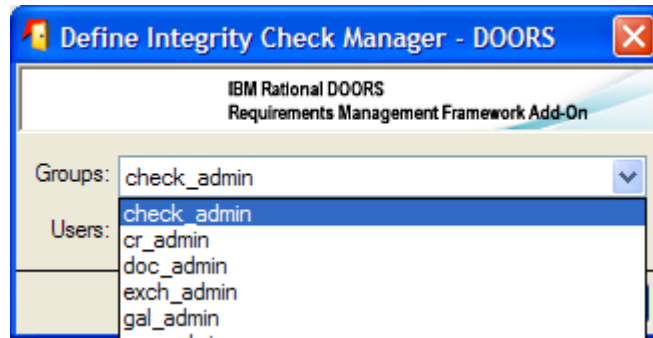 Define Integrity Check Manager - DOORS
IBM Rational DOORS
Requirements Management Framework Add-On
Groups: check_admin
check_admin
Users:
cr_admin
doc_admin
exch_admin
gal_admin